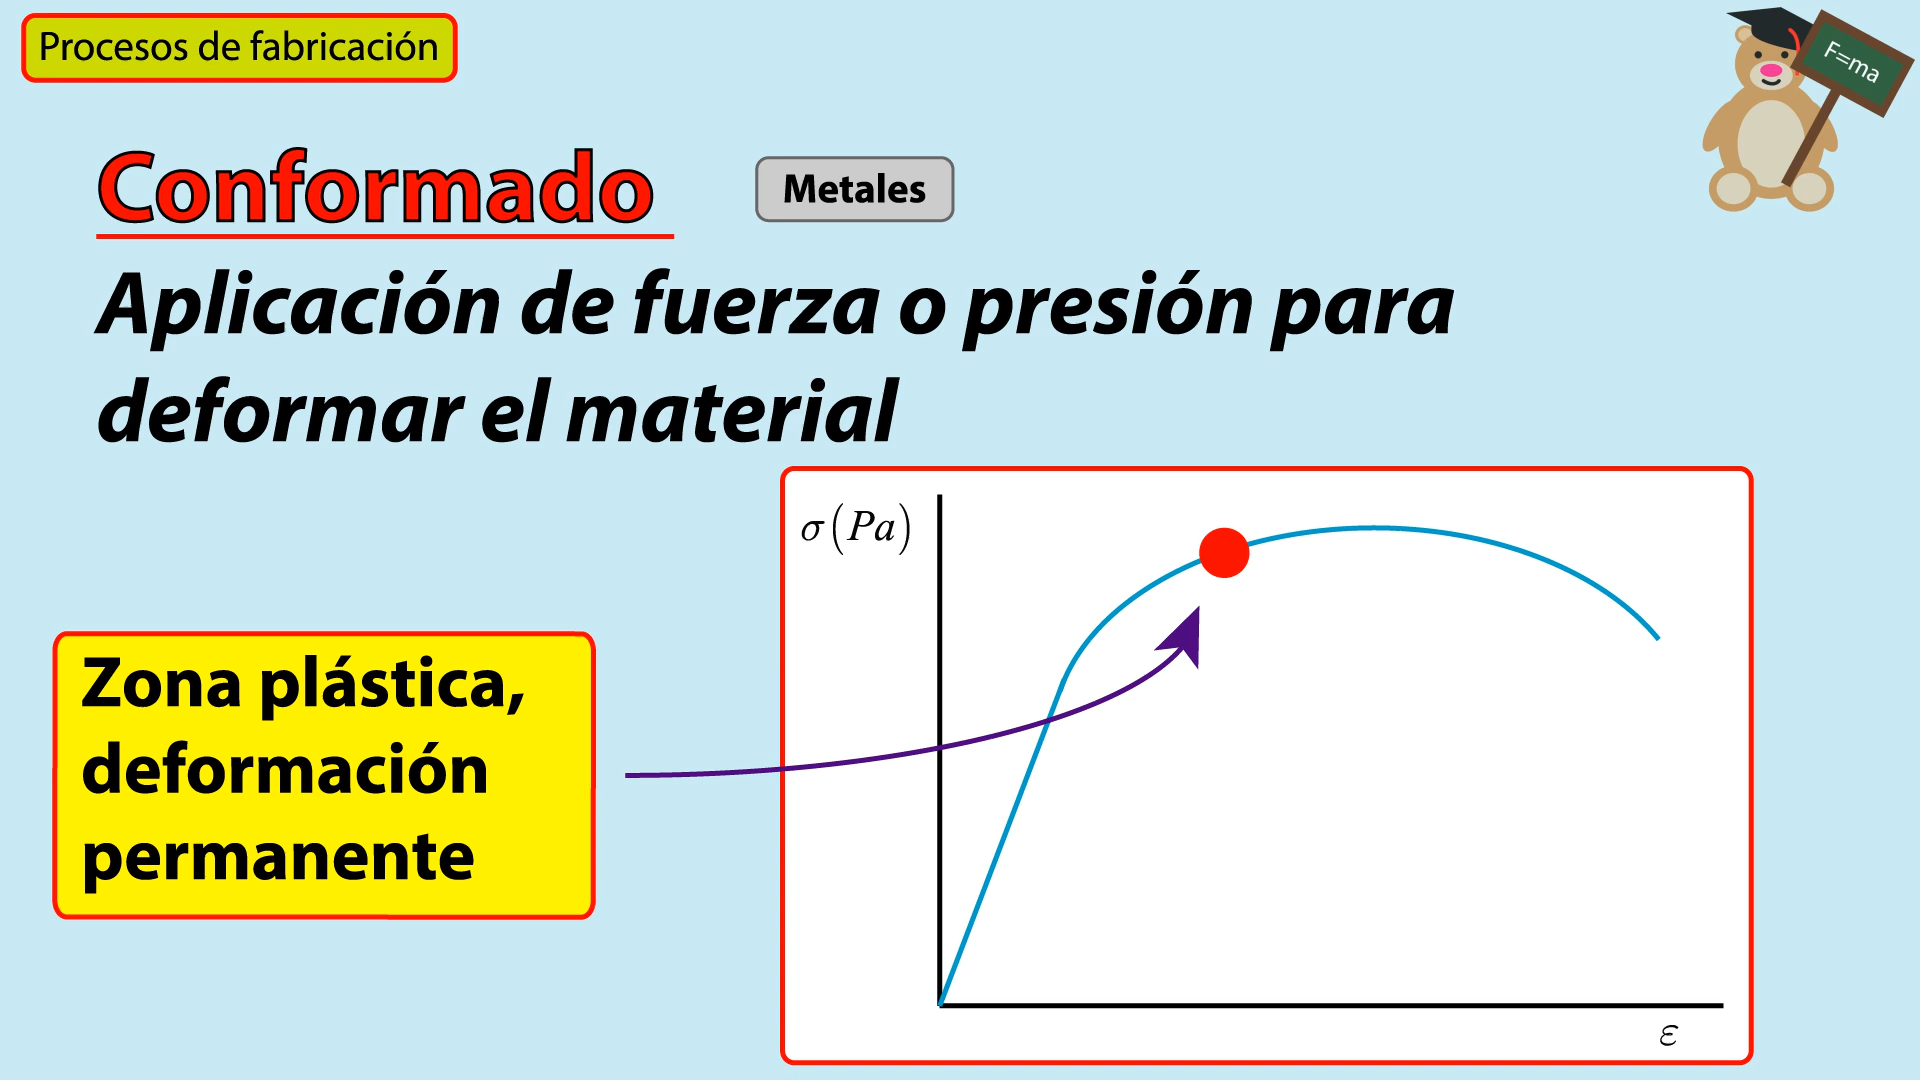 Procesos de fabricación
F=ma
Conformado
Metales
Aplicación de fuerza o presión para
deformar el material
σ(Pa)
Zona plástica,
deformación
permanente
ε